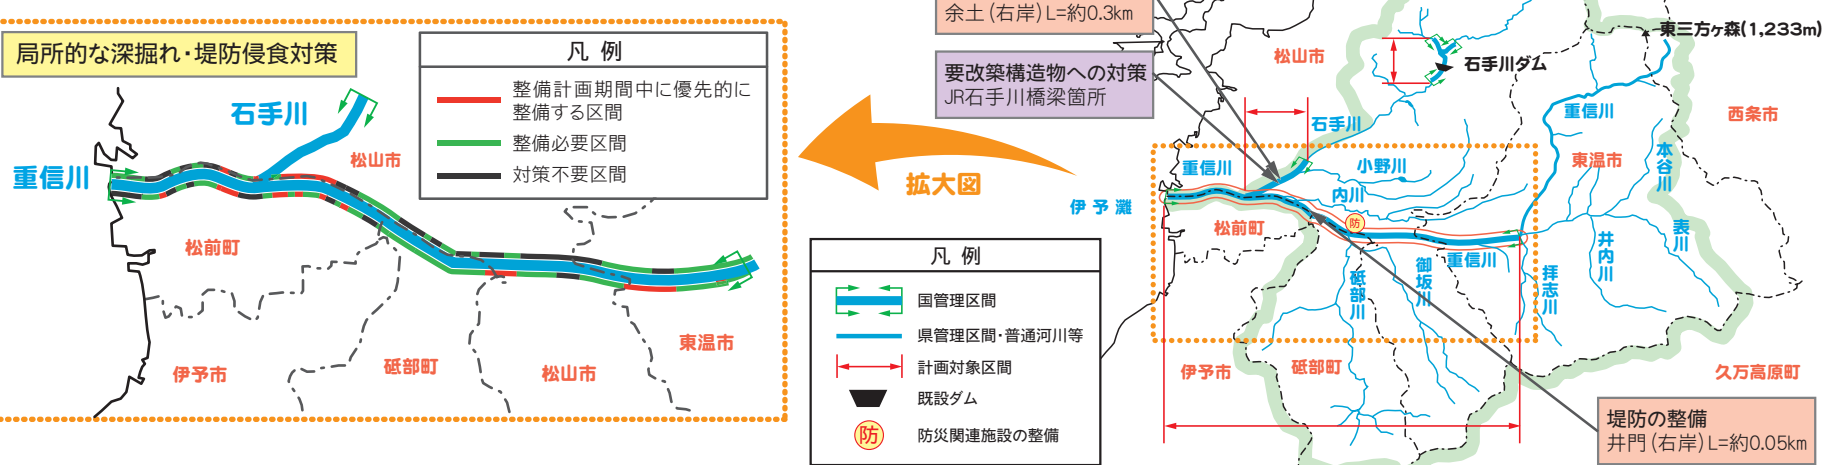 局所的な深掘れ・堤防侵食対策
凡 例
整備計画期間中に優先的に
整備する区間
整備必要区間
対策不要区間
石手川
重信川
松山市
松前町
伊予市
砥部町
松山市
東温市
拡大図
余土(右岸)L=約0.3km
要改築構造物への対策
JR石手川橋梁箇所
凡 例
国管理区間
県管理区間・普通河川等
計画対象区間
既設ダム
防
防災関連施設の整備
伊予灘
松山市
石手川ダム
東三方ヶ森(1,233m)
石手川
重信川
西条市
重信川
小野川
東温市
本谷川
内川
防
松前町
重信川
井内川
表川
砥部川
御坂川
拝志川
伊予市
砥部町
久万高原町
堤防の整備
井門(右岸)L=約0.05km